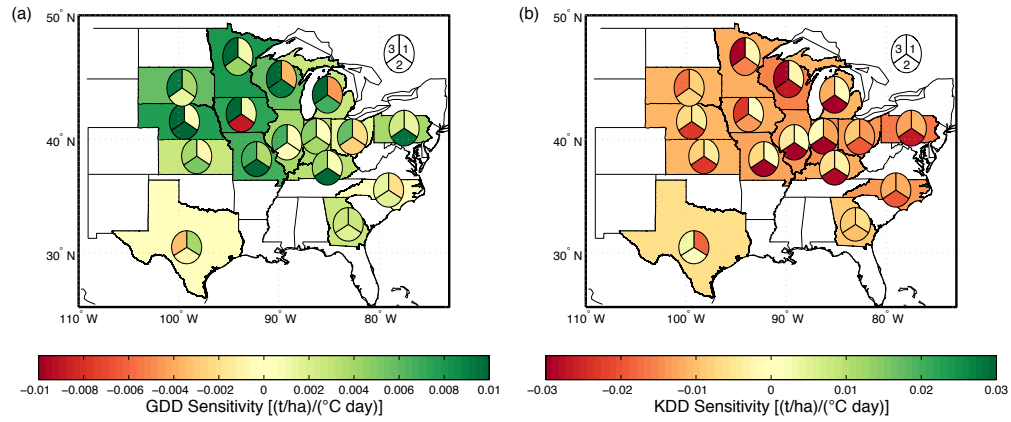 (a)
(b)
50° N
40° N
30° N
110° W
100° W
90° W
80° W
3 1
2
50° N
40° N
30° N
110° W
100° W
90° W
80° W
3 1
2
−0.01 −0.008 −0.006 −0.004 −0.002 0 0.002 0.004 0.006 0.008 0.01
GDD Sensitivity [(t/ha)/(°C day)]
−0.03 −0.02 −0.01 0 0.01 0.02 0.03
KDD Sensitivity [(t/ha)/(°C day)]